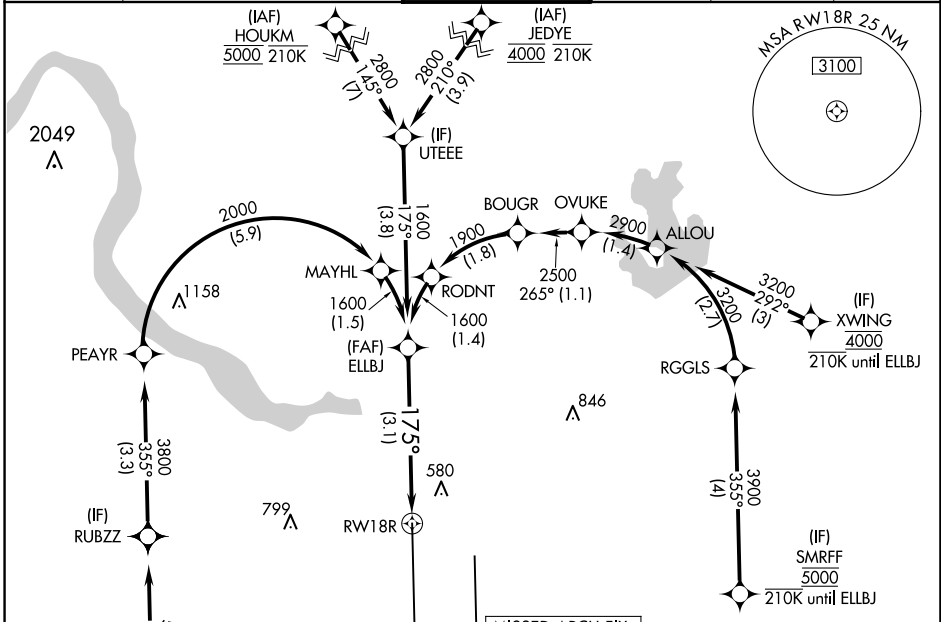 (IAF)
HOUKM
5000 210K
(IAF)
JEDYE
4000 210K
MSA RW18R 25 NM
3100
2800
145°
(7)
2800
210°
(3.9)
2049
(IF)
UTEEE
2000
(5.9)
1600
175°
(3.8)
BOUGR
OVUKE
1900
(1.8)
2900
(1.4)
ALLOU
MAYHL
RODNT
2500
265° (1.1)
1158
1600
(1.5)
1600
(1.4)
3200
(2.7)
3200
292°
(3)
(IF)
XWING
4000
210K until ELLBJ
PEAYR
(FAF)
ELLBJ
RGGLS
846
175°
(3.1)
3800
355°
(3.3)
580
3900
355°
(4)
799
RW18R
(IF)
RUBZZ
(IF)
SMRFF
5000
210K until ELLBJ